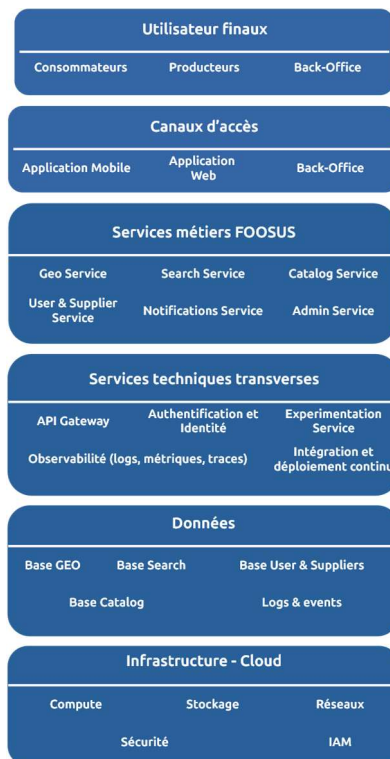 Utilisateur finaux
Consommateurs Producteurs Back-Office
Canaux d'accès
Application Mobile Application Web Back-Office
Services métiers FOOSUS
Geo Service Search Service Catalog Service
User & Supplier Service Notifications Service Admin Service
Services techniques transverses
API Gateway Authentification et Identité Experimentation Service
Observabilité (logs, métriques, traces) Intégration et déploiement continu
Données
Base GEO Base Search Base User & Suppliers
Base Catalog Logs & events
Infrastructure - Cloud
Compute Stockage Réseaux
Sécurité IAM